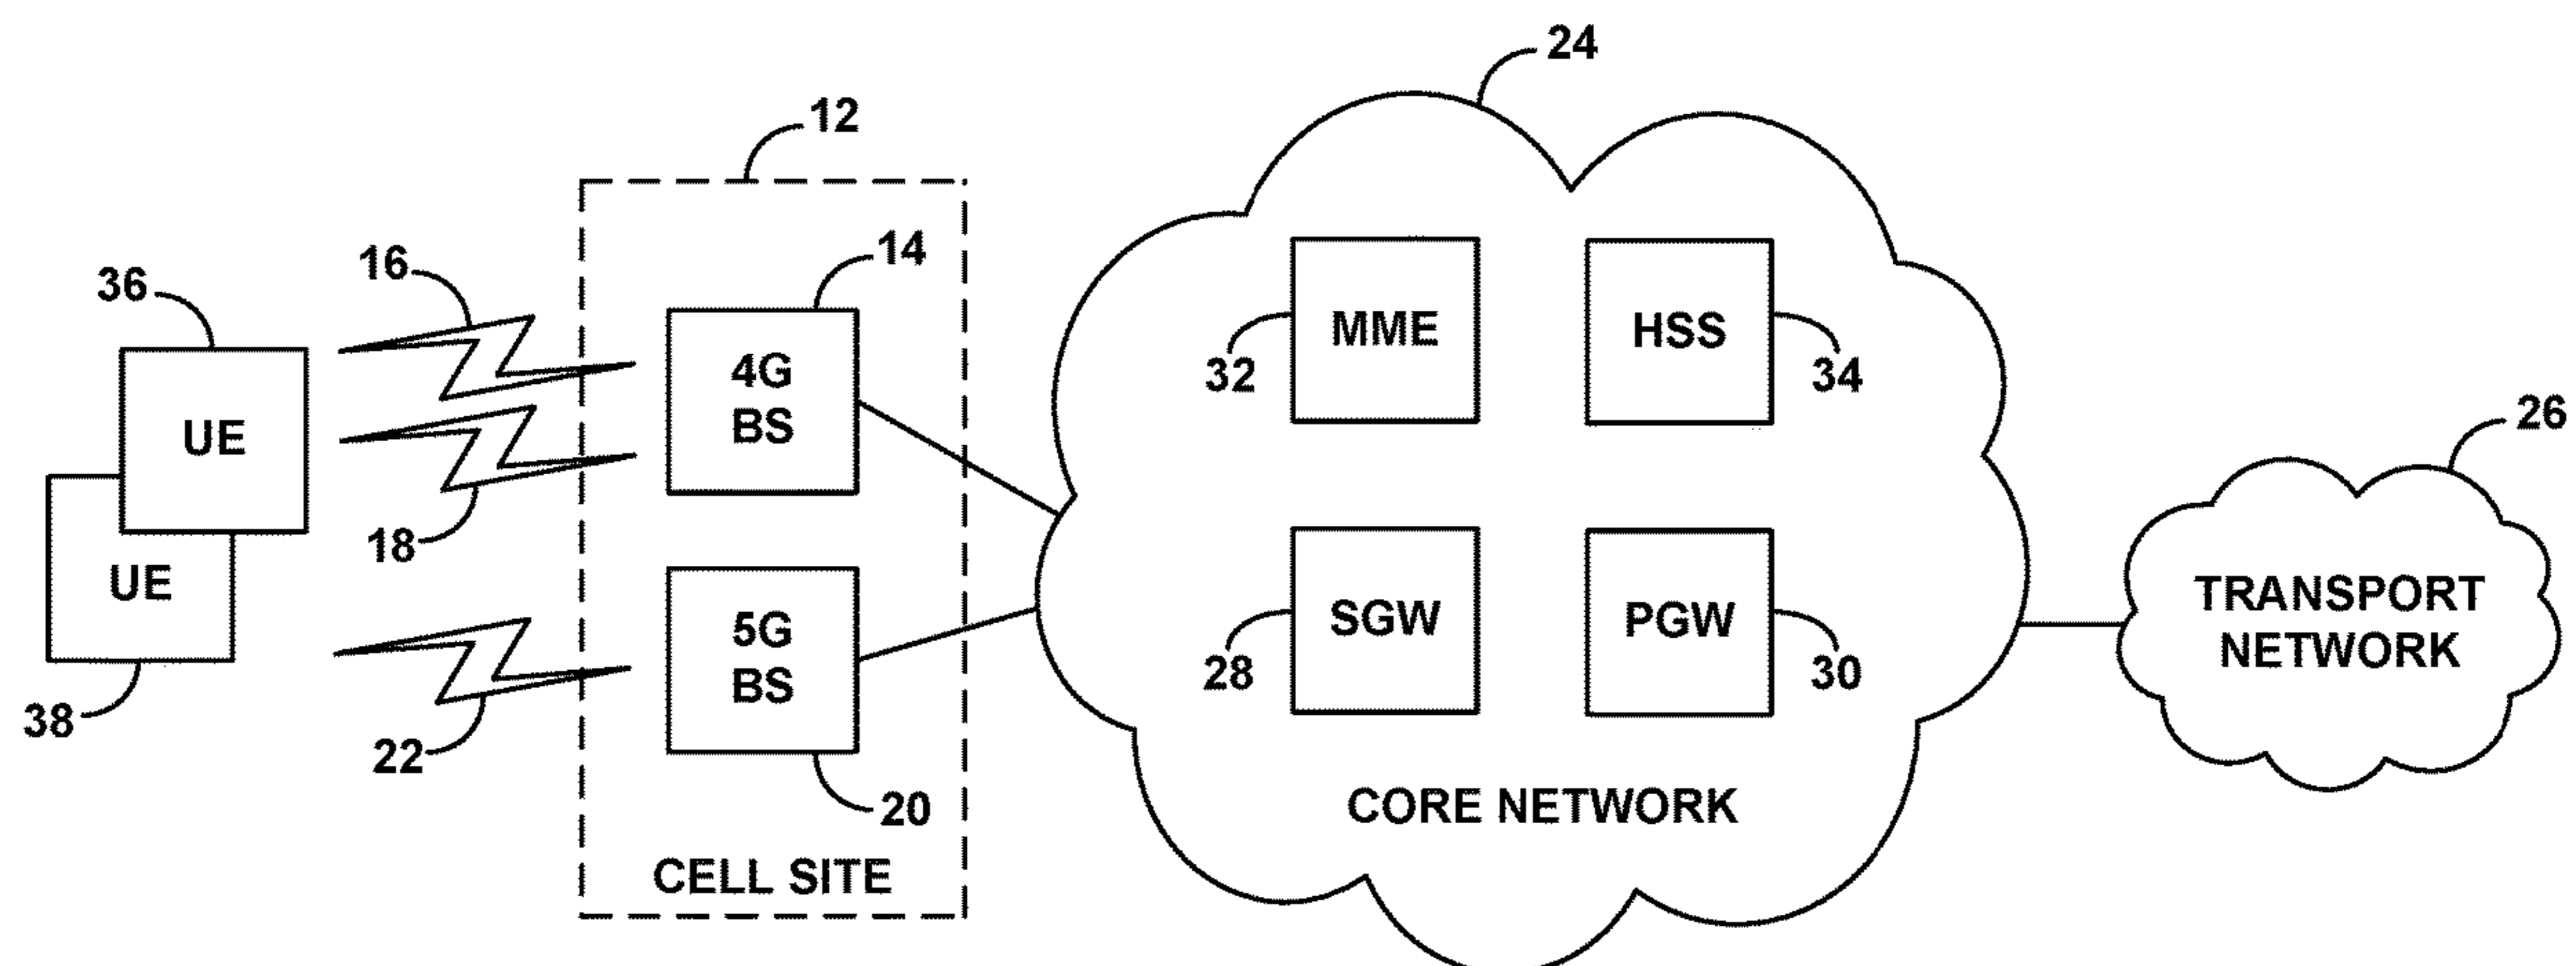 24
12
14
16
36
4G
BS
UE
MME
HSS
32
34
26
18
UE
5G
BS
SGW
PGW
TRANSPORT
NETWORK
28
30
38
22
20
CORE NETWORK
CELL SITE